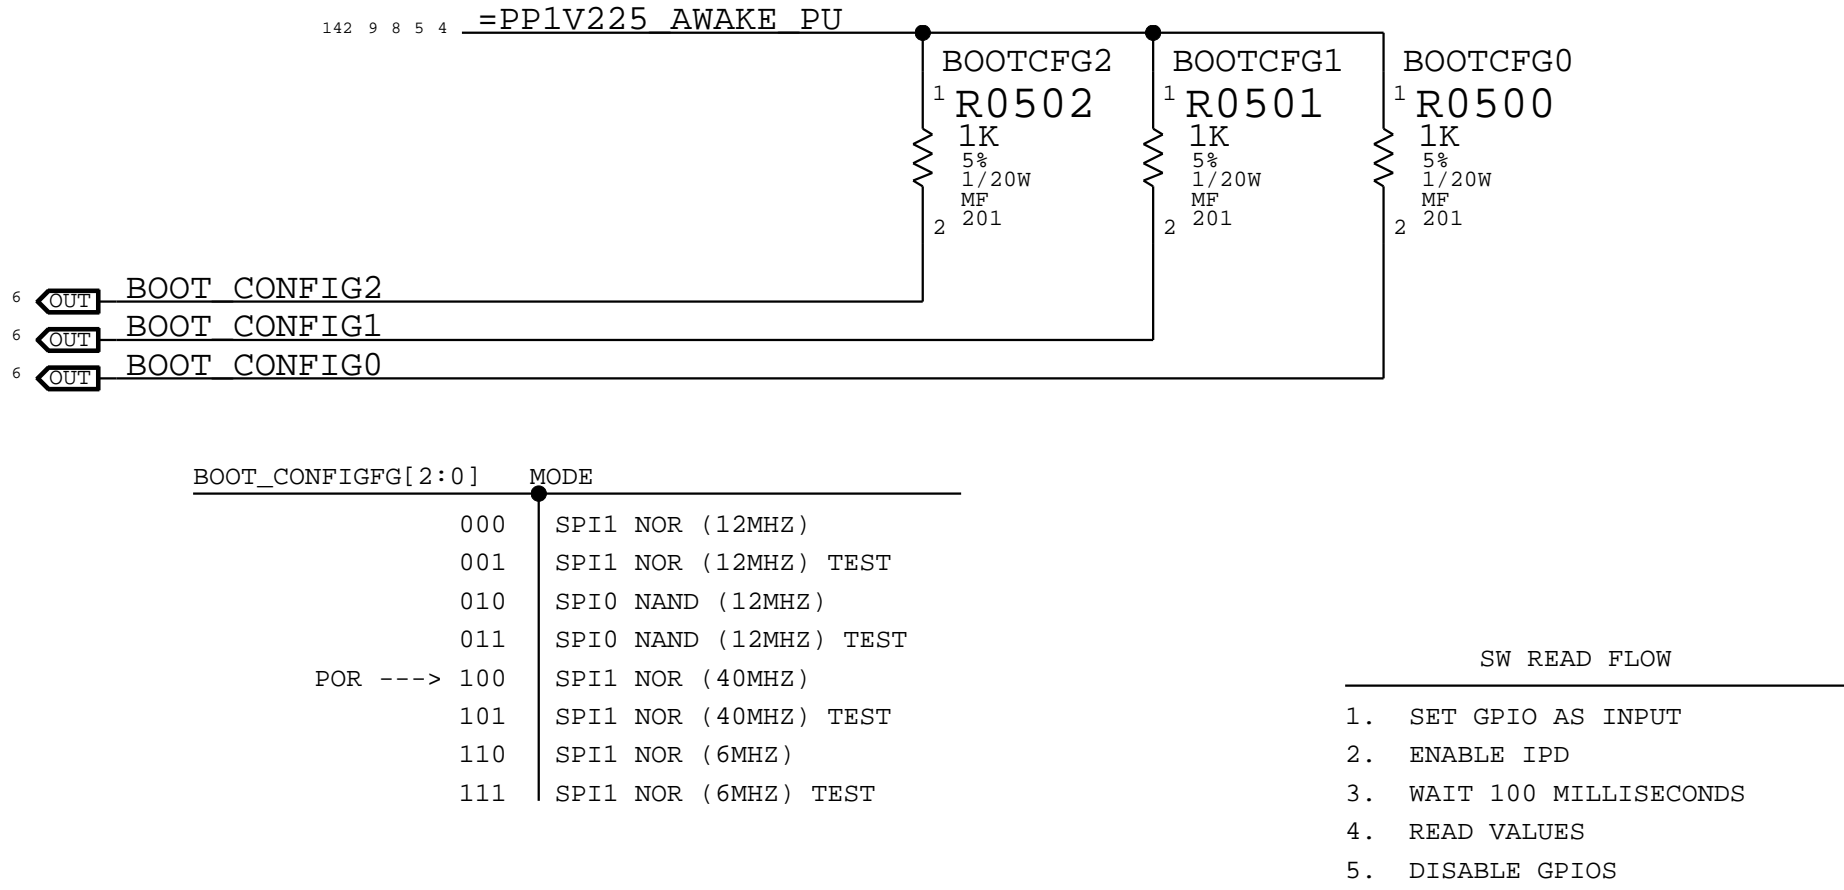 142 9 8 5 4 =PP1V225_AWAKE_PU
BOOTCFG2 BOOTCFG1 BOOTCFG0
1 R0502 1 R0501 1 R0500
1K 1K 1K
5% 5% 5%
1/20W 1/20W 1/20W
MF MF MF
2 201 2 201 2 201
6 OUT BOOT_CONFIG2
6 OUT BOOT_CONFIG1
6 OUT BOOT_CONFIG0
BOOT_CONFIGFG[2:0] MODE
000 SPI1 NOR (12MHZ)
001 SPI1 NOR (12MHZ) TEST
010 SPI0 NAND (12MHZ)
011 SPI0 NAND (12MHZ) TEST
POR ---> 100 SPI1 NOR (40MHZ)
101 SPI1 NOR (40MHZ) TEST
110 SPI1 NOR (6MHZ)
111 SPI1 NOR (6MHZ) TEST
SW READ FLOW
1. SET GPIO AS INPUT
2. ENABLE IPD
3. WAIT 100 MILLISECONDS
4. READ VALUES
5. DISABLE GPIOS